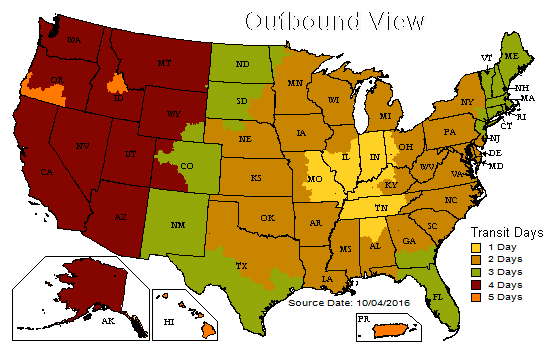 Outbound View
WA
MT
ND
MN
VT
ME
OR
ID
SD
WI
MI
NY
NH
MA
WY
RI
CT
IA
PA
NJ
NV
UT
NE
IL
IN
OH
DE
MD
CA
CO
KS
MO
KY
WV
VA
AZ
NM
OK
AR
TN
NC
SC
TX
LA
MS
AL
GA
FL
Transit Days
1 Day
2 Days
3 Days
4 Days
5 Days
Source Date: 10/04/2016
AK
HI
PR